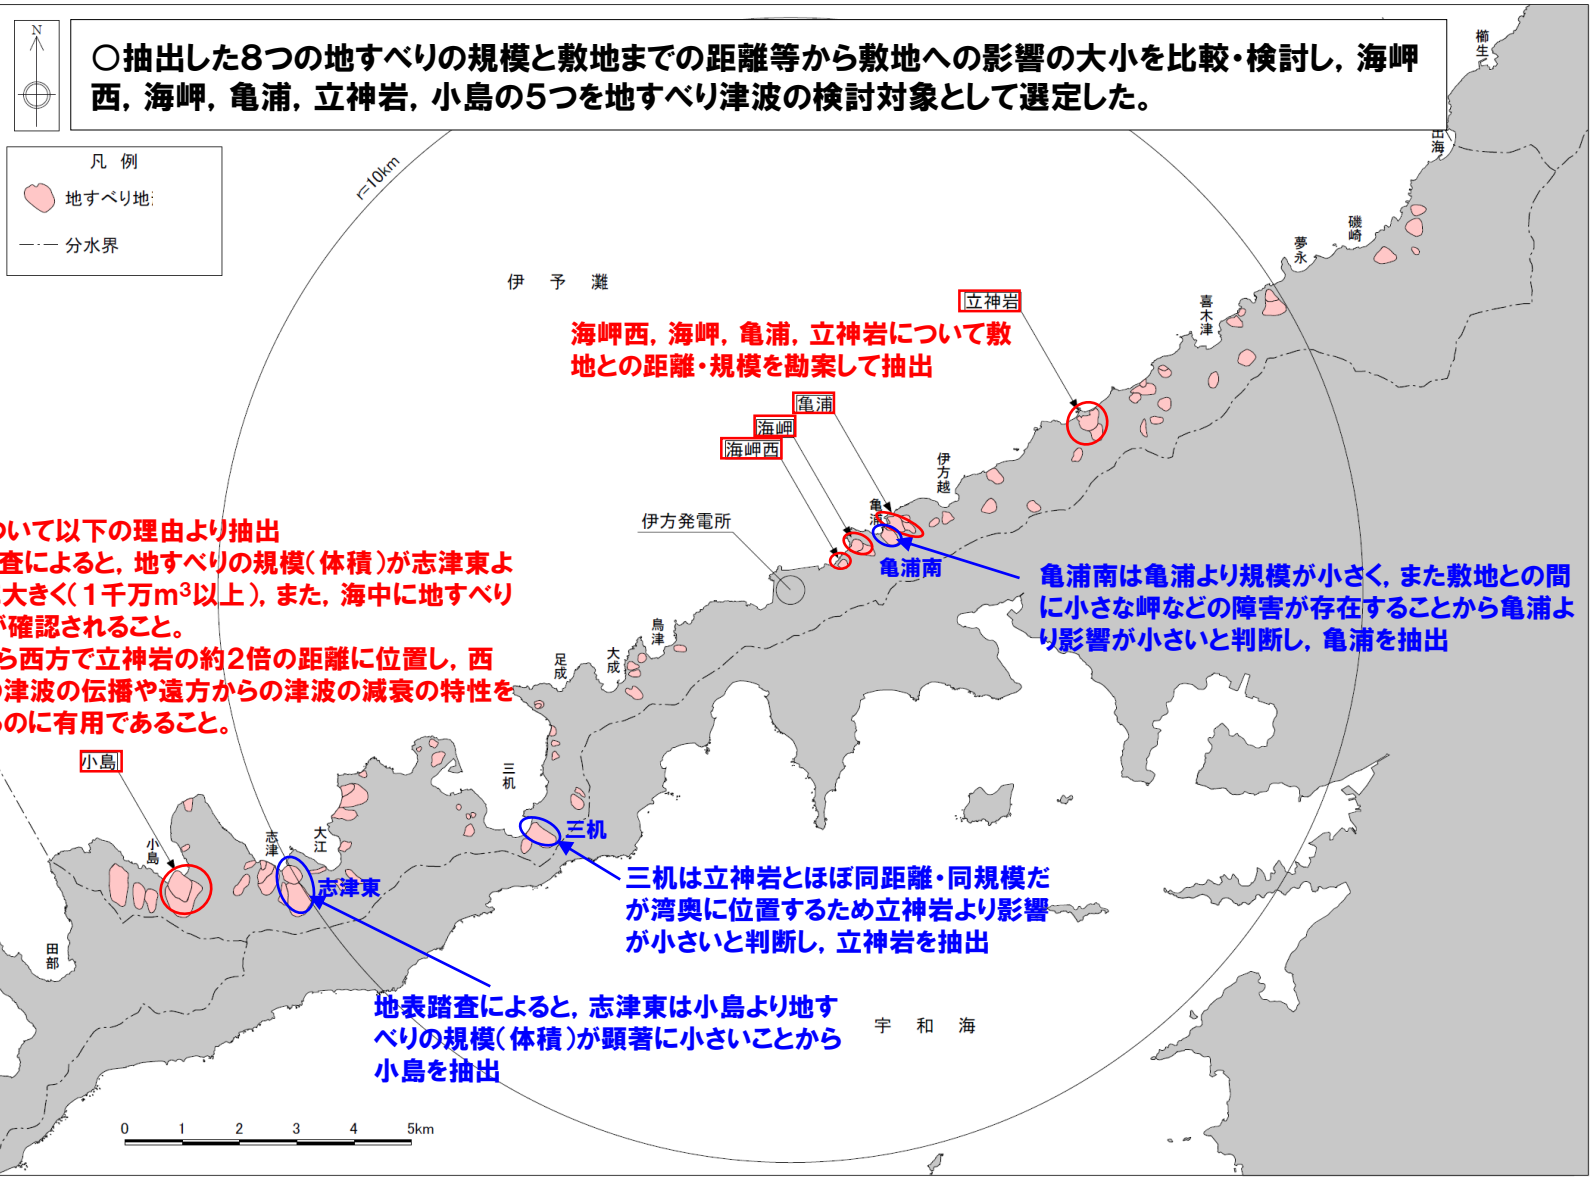 N
○抽出した8つの地すべりの規模と敷地までの距離等から敷地への影響の大小を比較・検討し，海岬
西，海岬，亀浦，立神岩，小島の5つを地すべり津波の検討対象として選定した。
凡 例
地すべり地
分水界
r=10km
櫛生
出海
磯崎
夢永
喜木津
伊 予 灘
立神岩
海岬西，海岬，亀浦，立神岩について敷
地との距離・規模を勘案して抽出
亀浦
海岬
海岬西
伊方越
亀浦
伊方発電所
亀浦南
亀浦南は亀浦より規模が小さく，また敷地との間
に小さな岬などの障害が存在することから亀浦よ
り影響が小さいと判断し，亀浦を抽出
ついて以下の理由より抽出
査によると，地すべりの規模(体積)が志津東よ
大きく(1千万m³以上)，また，海中に地すべり
が確認されること。
ら西方で立神岩の約2倍の距離に位置し，西
の津波の伝播や遠方からの津波の減衰の特性を
るのに有用であること。
鳥津
大成
足成
小島
三机
三机
大江
志津
小島
志津東
三机は立神岩とほぼ同距離・同規模だ
が湾奥に位置するため立神岩より影響
が小さいと判断し，立神岩を抽出
田部
地表踏査によると，志津東は小島より地す
べりの規模(体積)が顕著に小さいことから
小島を抽出
宇 和 海
0 1 2 3 4 5km